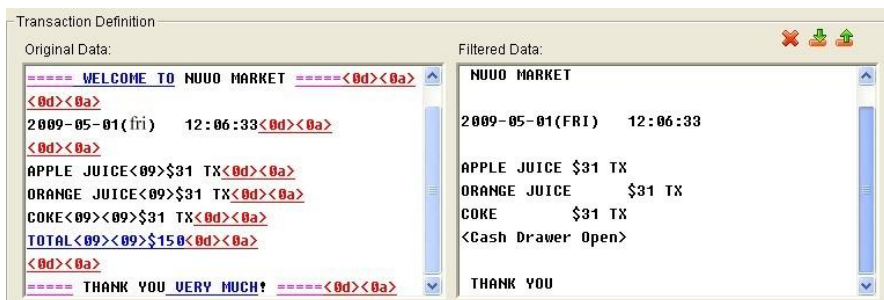 Transaction Definition
Original Data:
===== WELCOME TO NUUO MARKET =====<0d><0a>
<0d><0a>
2009-05-01(fri) 12:06:33<0d><0a>
<0d><0a>
APPLE JUICE<09>$31 TX<0d><0a>
ORANGE JUICE<09>$31 TX<0d><0a>
COKE<09><09>$31 TX<0d><0a>
TOTAL<09><09>$150<0d><0a>
<0d><0a>
===== THANK YOU VERY MUCH! =====<0d><0a>
Filtered Data:
NUUO MARKET
2009-05-01(FRI) 12:06:33
APPLE JUICE $31 TX
ORANGE JUICE $31 TX
COKE $31 TX
<Cash Drawer Open>
THANK YOU